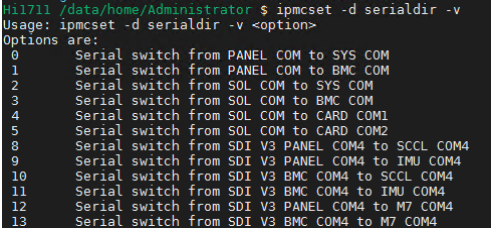 Hi1711 /data/home/Administrator $ ipmcset -d serialdir -v
Usage: ipmcset -d serialdir -v <option>
Options are:
0 Serial switch from PANEL COM to SYS COM
1 Serial switch from PANEL COM to BMC COM
2 Serial switch from SOL COM to SYS COM
3 Serial switch from SOL COM to BMC COM
4 Serial switch from SOL COM to CARD COM1
5 Serial switch from SOL COM to CARD COM2
8 Serial switch from SDI V3 PANEL COM4 to SCCL COM4
9 Serial switch from SDI V3 PANEL COM4 to IMU COM4
10 Serial switch from SDI V3 BMC COM4 to SCCL COM4
11 Serial switch from SDI V3 BMC COM4 to IMU COM4
12 Serial switch from SDI V3 PANEL COM4 to M7 COM4
13 Serial switch from SDI V3 BMC COM4 to M7 COM4